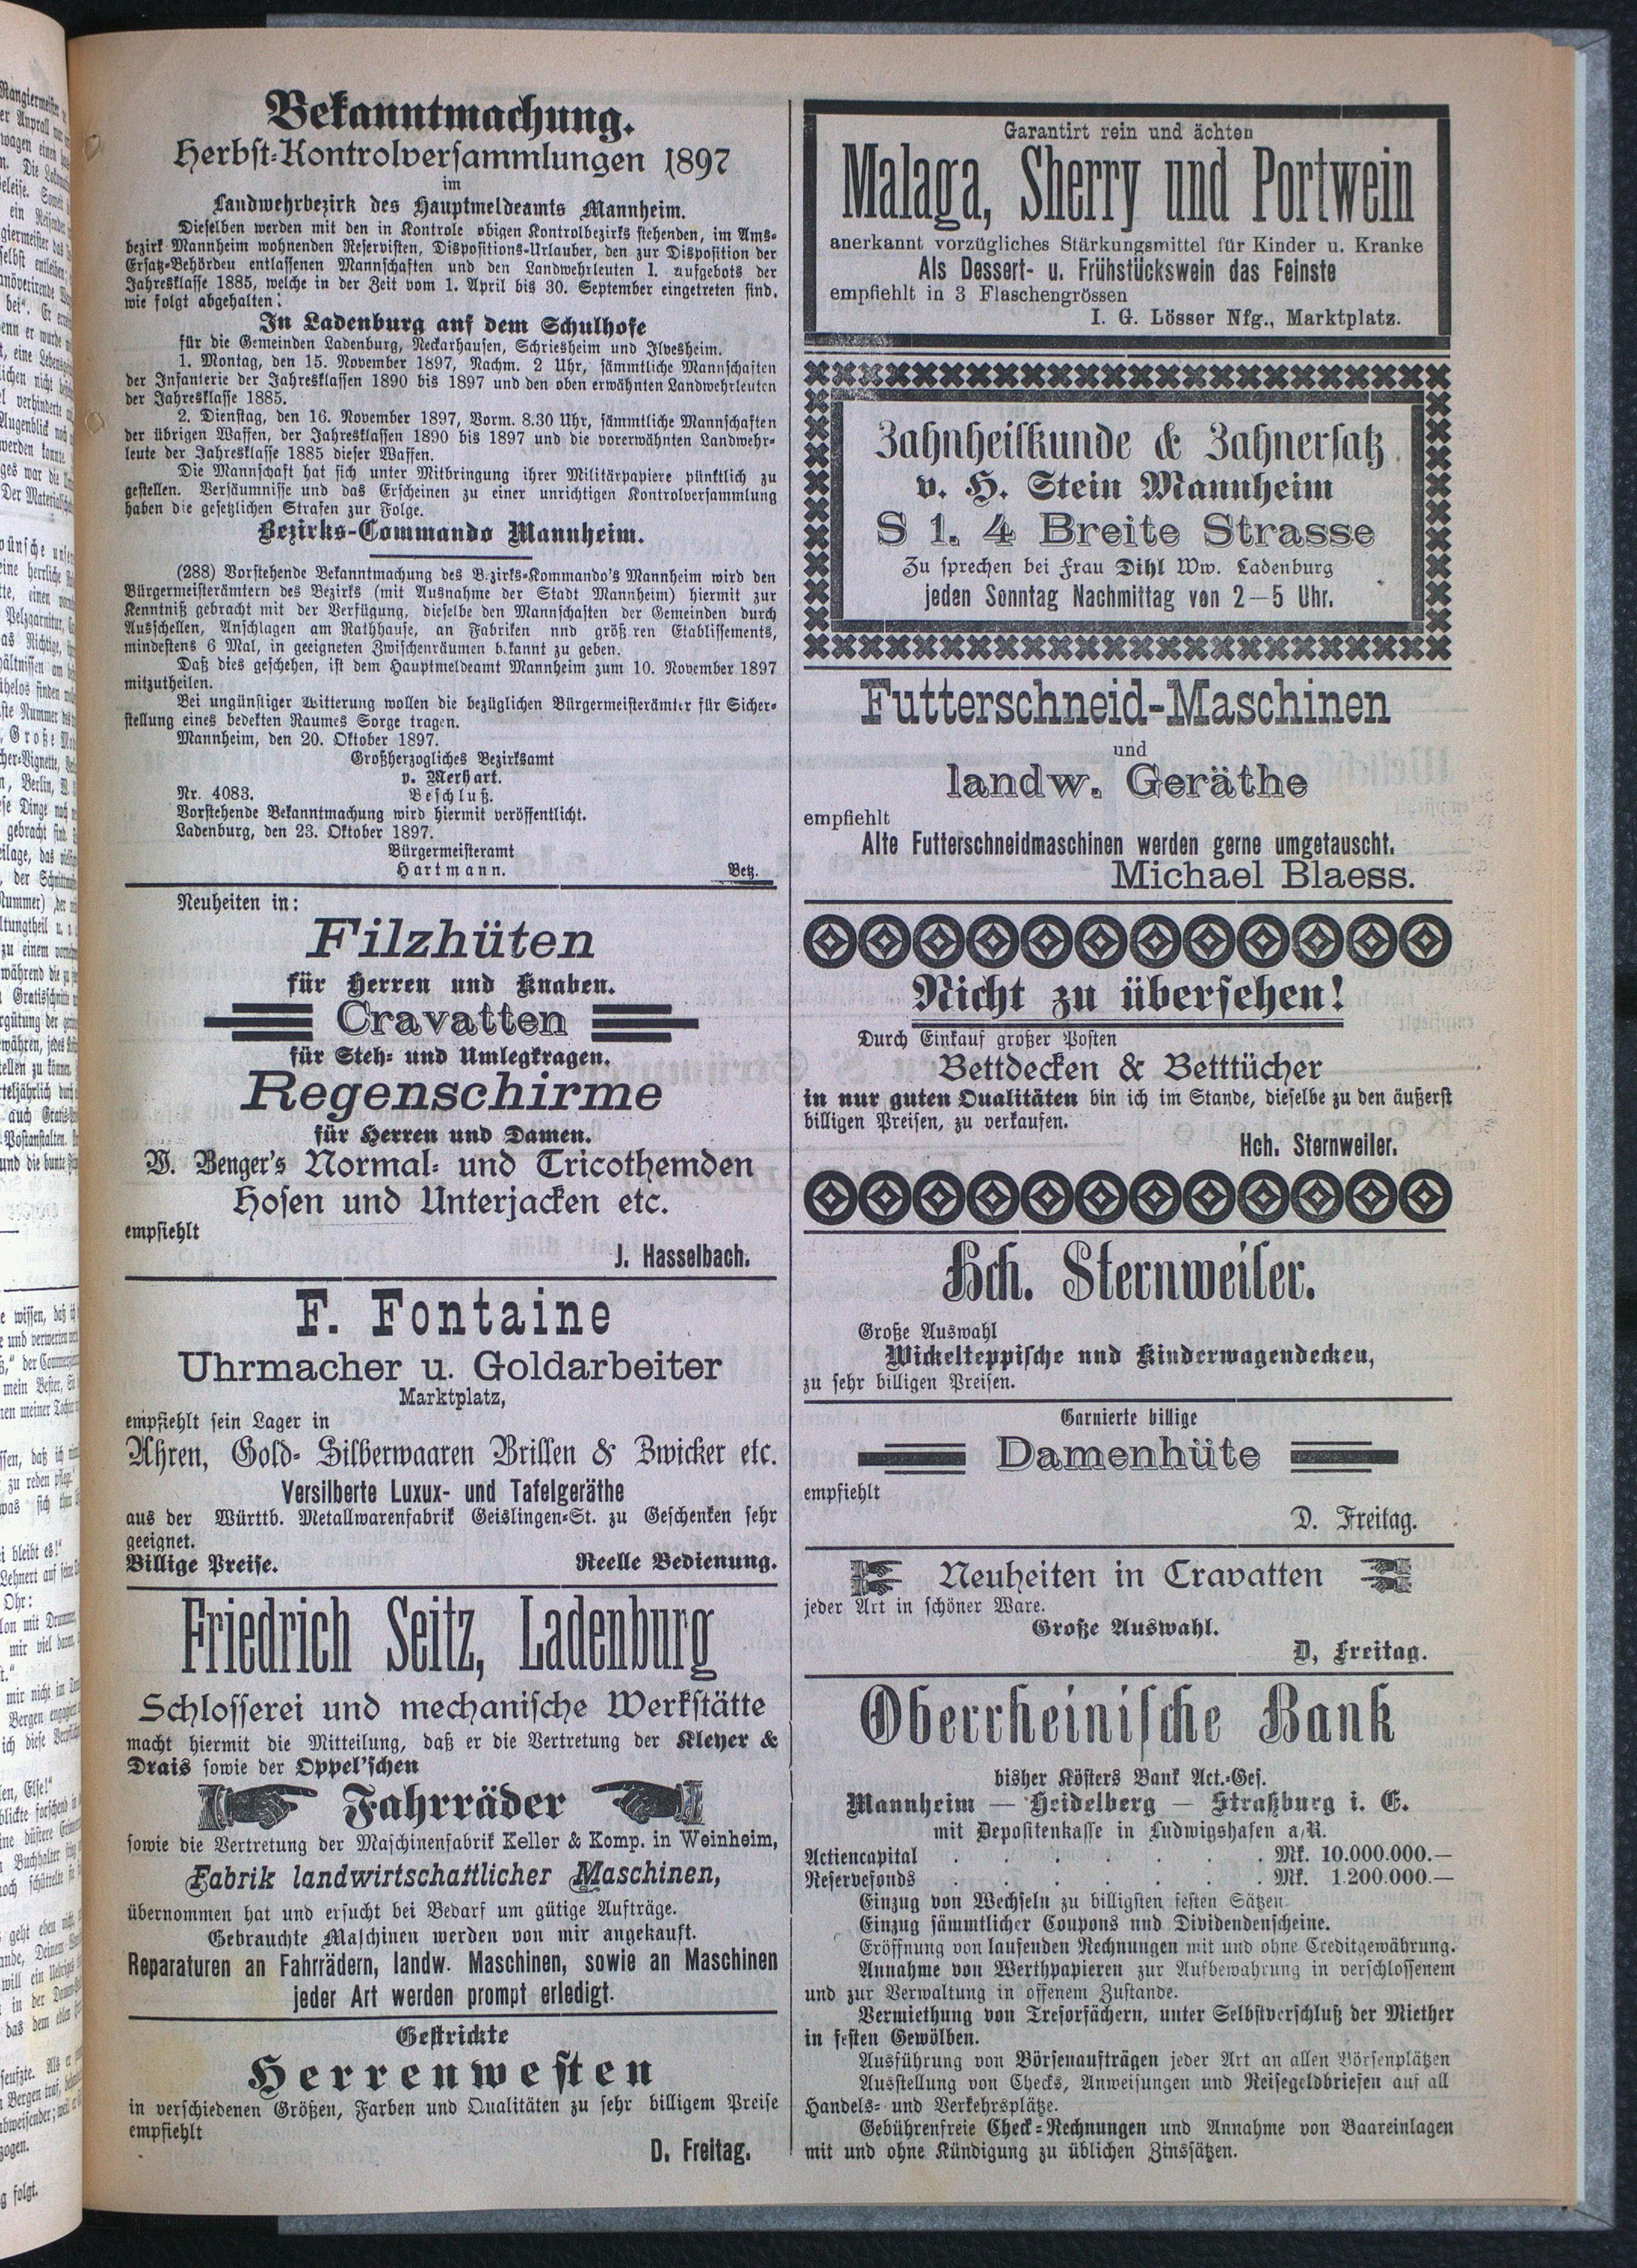 Bekanntmachung.
Herbst-Kontrolversammlungen 1897
im
Landwehrbezirk des Hauptmeldeamts Mannheim.
Dieselben werden mit den in Kontrole obigen Kontrolbezirks stehenden, im Ams-
bezirk Mannheim wohnenden Reservisten, Dispositions-Urlauber, den zur Disposition der
Ersatz-Behördeu entlassenen Mannschaften und den Landwehrleuten 1. Aufgebots der
Jahresklasse 1885, welche in der Zeit vom 1. April bis 30. September eingetreten sind,
wie folgt abgehalten:
In Ladenburg auf dem Schulhofe
für die Gemeinden Ladenburg, Neckarhausen, Schriesheim und Ilvesheim.
1. Montag, den 15. November 1897, Nachm. 2 Uhr, sämmtliche Mannschaften
der Infanterie der Jahresklassen 1890 bis 1897 und den oben erwähnten Landwehrleuten
der Jahresklasse 1885.
2. Dienstag, den 16. November 1897, Vorm. 8.30 Uhr, sämmtliche Mannschaften
der übrigen Waffen, der Jahresklassen 1890 bis 1897 und die vorerwähnten Landwehr-
leute der Jahresklasse 1885 dieser Waffen.
Die Mannschaft hat sich unter Mitbringung ihrer Militärpapiere pünktlich zu
gestellen. Versäumnisse und das Erscheinen zu einer unrichtigen Kontrolversammlung
haben die gesetzlichen Strafen zur Folge.
Bezirks-Commando Mannheim.
(288) Vorstehende Bekanntmachung des B.zirks-Kommando's Mannheim wird den
Bürgermeisterämtern des Bezirks (mit Ausnahme der Stadt Mannheim) hiermit zur
Kenntniß gebracht mit der Verfügung, dieselbe den Mannschaften der Gemeinden durch
Ausschellen, Anschlagen am Rathhause, an Fabriken nnd größ ren Etablissements,
mindestens 6 Mal, in geeigneten Zwischenräumen b.kannt zu geben.
Daß dies geschehen, ist dem Hauptmeldeamt Mannheim zum 10. November 1897
mitzutheilen.
Bei ungünstiger Witterung wollen die bezüglichen Bürgermeisterämter für Sicher-
stellung eines bedekten Raumes Sorge tragen.
Mannheim, den 20. Oktober 1897.
Großherzogliches Bezirksamt
v. Merhart.
Nr. 4083. Beschluß.
Vorstehende Bekanntmachung wird hiermit veröffentlicht.
Ladenburg, den 23. Oktober 1897.
Bürgermeisteramt
Hartmann. Betz.
Neuheiten in:
Filzhüten
für Herren und Knaben.
Cravatten
für Steh- und Umlegkragen.
Regenschirme
für Herren und Damen.
W. Benger's Normal- und Tricothemden
Hosen und Unterjacken etc.
empfiehlt
J. Hasselbach.
F. Fontaine
Uhrmacher u. Goldarbeiter
Marktplatz,
empfiehlt sein Lager in
Uhren, Gold- Silberwaaren Brillen & Zwicker etc.
Versilberte Luxux- und Tafelgeräthe
aus der Württb. Metallwarenfabrik Geislingen-St. zu Geschenken sehr
geeignet.
Billige Preise. Reelle Bedienung.
Friedrich Seitz, Ladenburg
Schlosserei und mechanische Werkstätte
macht hiermit die Mitteilung, daß er die Vertretung der Kleyer &
Drais sowie der Oppel'schen
Fahrräder
sowie die Vertretung der Maschinenfabrik Keller & Komp. in Weinheim,
Fabrik landwirtschaftlicher Maschinen,
übernommen hat und ersucht bei Bedarf um gütige Aufträge.
Gebrauchte Maschinen werden von mir angekauft.
Reparaturen an Fahrrädern, landw. Maschinen, sowie an Maschinen
jeder Art werden prompt erledigt.
Gestrickte
Herrenwesten
in verschiedenen Größen, Farben und Qualitäten zu sehr billigem Preise
empfiehlt
D. Freitag.
Garantirt rein und ächten
Malaga, Sherry und Portwein
anerkannt vorzügliches Stärkungsmittel für Kinder u. Kranke
Als Dessert- u. Frühstückswein das Feinste
empfiehlt in 3 Flaschengrössen
I. G. Lösser Nfg., Marktplatz.
Zahnheilkunde & Zahnersatz
v. H. Stein Mannheim
S 1. 4 Breite Strasse
Zu sprechen bei Frau Dihl Ww. Ladenburg
jeden Sonntag Nachmittag von 2—5 Uhr.
Futterschneid-Maschinen
und
landw. Geräthe
empfiehlt
Alte Futterschneidmaschinen werden gerne umgetauscht.
Michael Blaess.
Nicht zu übersehen!
Durch Einkauf großer Posten
Bettdecken & Betttücher
in nur guten Qualitäten bin ich im Stande, dieselbe zu den äußerst
billigen Preisen, zu verkaufen.
Hch. Sternweiler.
Hch. Sternweiler.
Große Auswahl
Wickelteppische und Kinderwagendecken,
zu sehr billigen Preisen.
Garnierte billige
Damenhüte
empfiehlt
D. Freitag.
Neuheiten in Cravatten
jeder Art in schöner Ware.
Große Auswahl.
D, Freitag.
Oberrheinische Bank
bisher Kösters Bank Act.-Ges.
Mannheim — Heidelberg — Straßburg i. E.
mit Depositenkasse in Ludwigshafen a/R.
Actiencapital . . . . . . . Mk. 10.000.000.—
Reservefonds . . . . . . . Mk. 1.200.000.—
Einzug von Wechseln zu billigsten festen Sätzen.
Einzug sämmtlicher Coupons nnd Dividendenscheine.
Eröffnung von laufenden Rechnungen mit und ohne Creditgewährung.
Annahme von Werthpapieren zur Aufbewahrung in verschlossenem
und zur Verwaltung in offenem Zustande.
Vermiethung von Tresorfächern, unter Selbstverschluß der Miether
in festen Gewölben.
Ausführung von Börsenaufträgen jeder Art an allen Börsenplätzen
Ausstellung von Checks, Anweisungen und Reisegeldbriefen auf all
Handels- und Verkehrsplätze.
Gebührenfreie Check-Rechnungen und Annahme von Baareinlagen
mit und ohne Kündigung zu üblichen Zinssätzen.